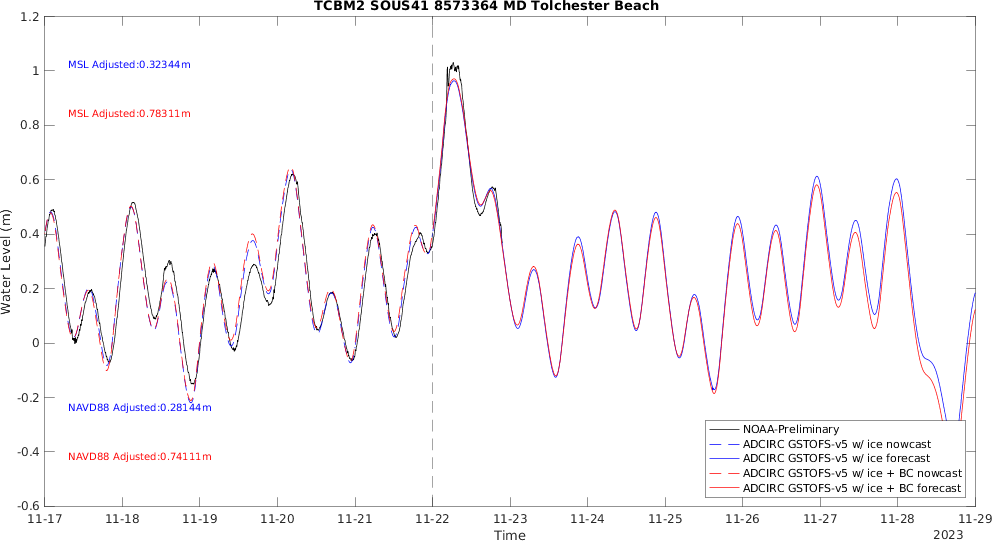 TCBM2 SOUS41 8573364 MD Tolchester Beach
1.2
1
0.8
0.6
0.4
0.2
0
-0.2
-0.4
-0.6
Water Level (m)
MSL Adjusted:0.32344m
MSL Adjusted:0.78311m
NAVD88 Adjusted:0.28144m
NAVD88 Adjusted:0.74111m
NOAA-Preliminary
ADCIRC GSTOFS-v5 w/ ice nowcast
ADCIRC GSTOFS-v5 w/ ice forecast
ADCIRC GSTOFS-v5 w/ ice + BC nowcast
ADCIRC GSTOFS-v5 w/ ice + BC forecast
11-17 11-18 11-19 11-20 11-21 11-22 11-23 11-24 11-25 11-26 11-27 11-28 11-29
Time
2023